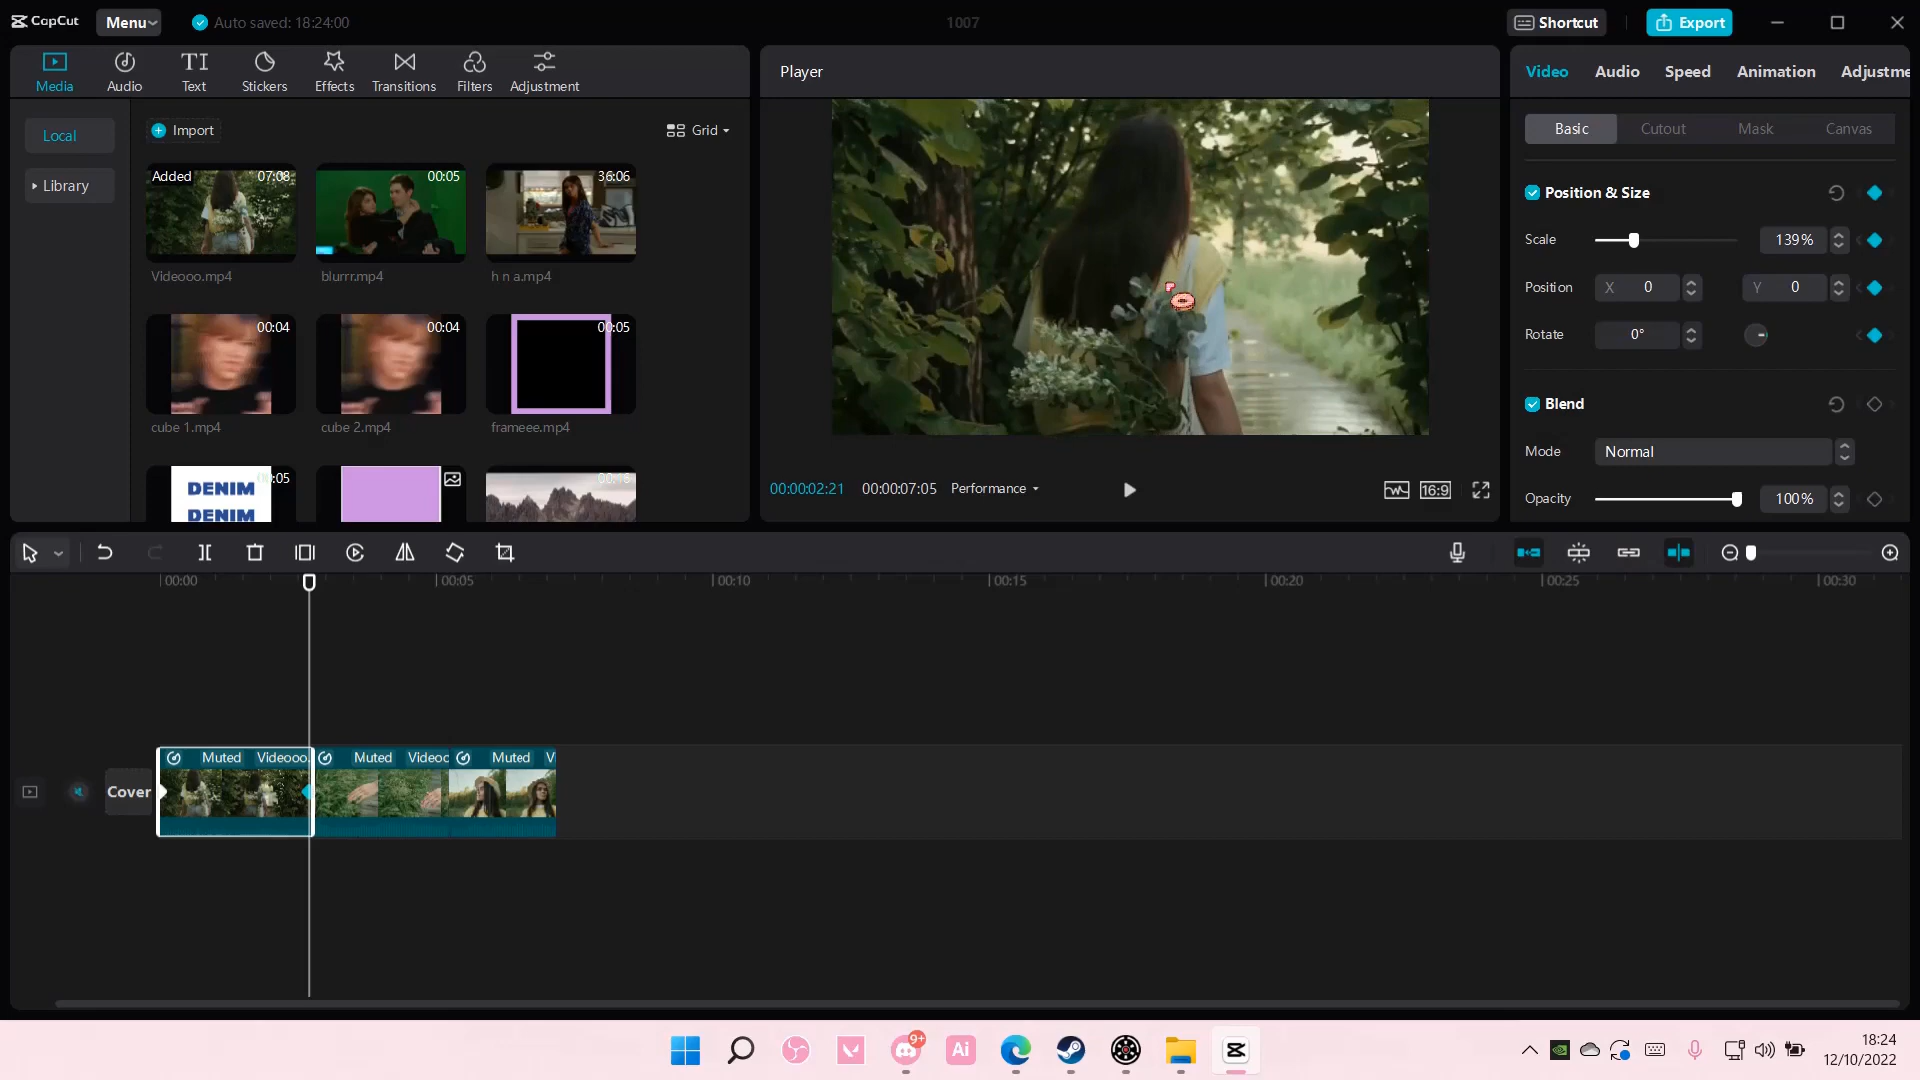 CapCut
Menu
Auto saved: 18:24:00
1007
Shortcut
Export
Media
Audio
Text
Stickers
Effects
Transitions
Filters
Adjustment
Player
Video
Audio
Speed
Animation
Adjustme
Local
Library
Import
Grid
Added
07:08
00:05
36:06
Videooo.mp4
blurrr.mp4
h n a.mp4
00:04
00:04
00:05
cube 1.mp4
cube 2.mp4
frameee.mp4
DENIM
DENIM
Basic
Cutout
Mask
Canvas
Position & Size
Scale
139%
Position
X 0
Y 0
Rotate
0°
Blend
Mode
Normal
Opacity
100%
00:00:02:21
00:00:07:05
Performance
16:9
00:00
00:05
00:10
00:15
00:20
00:25
00:30
Muted
Videooo.
Muted
Videoo
Muted
V
Cover
9+
Ai
18:24
12/10/2022